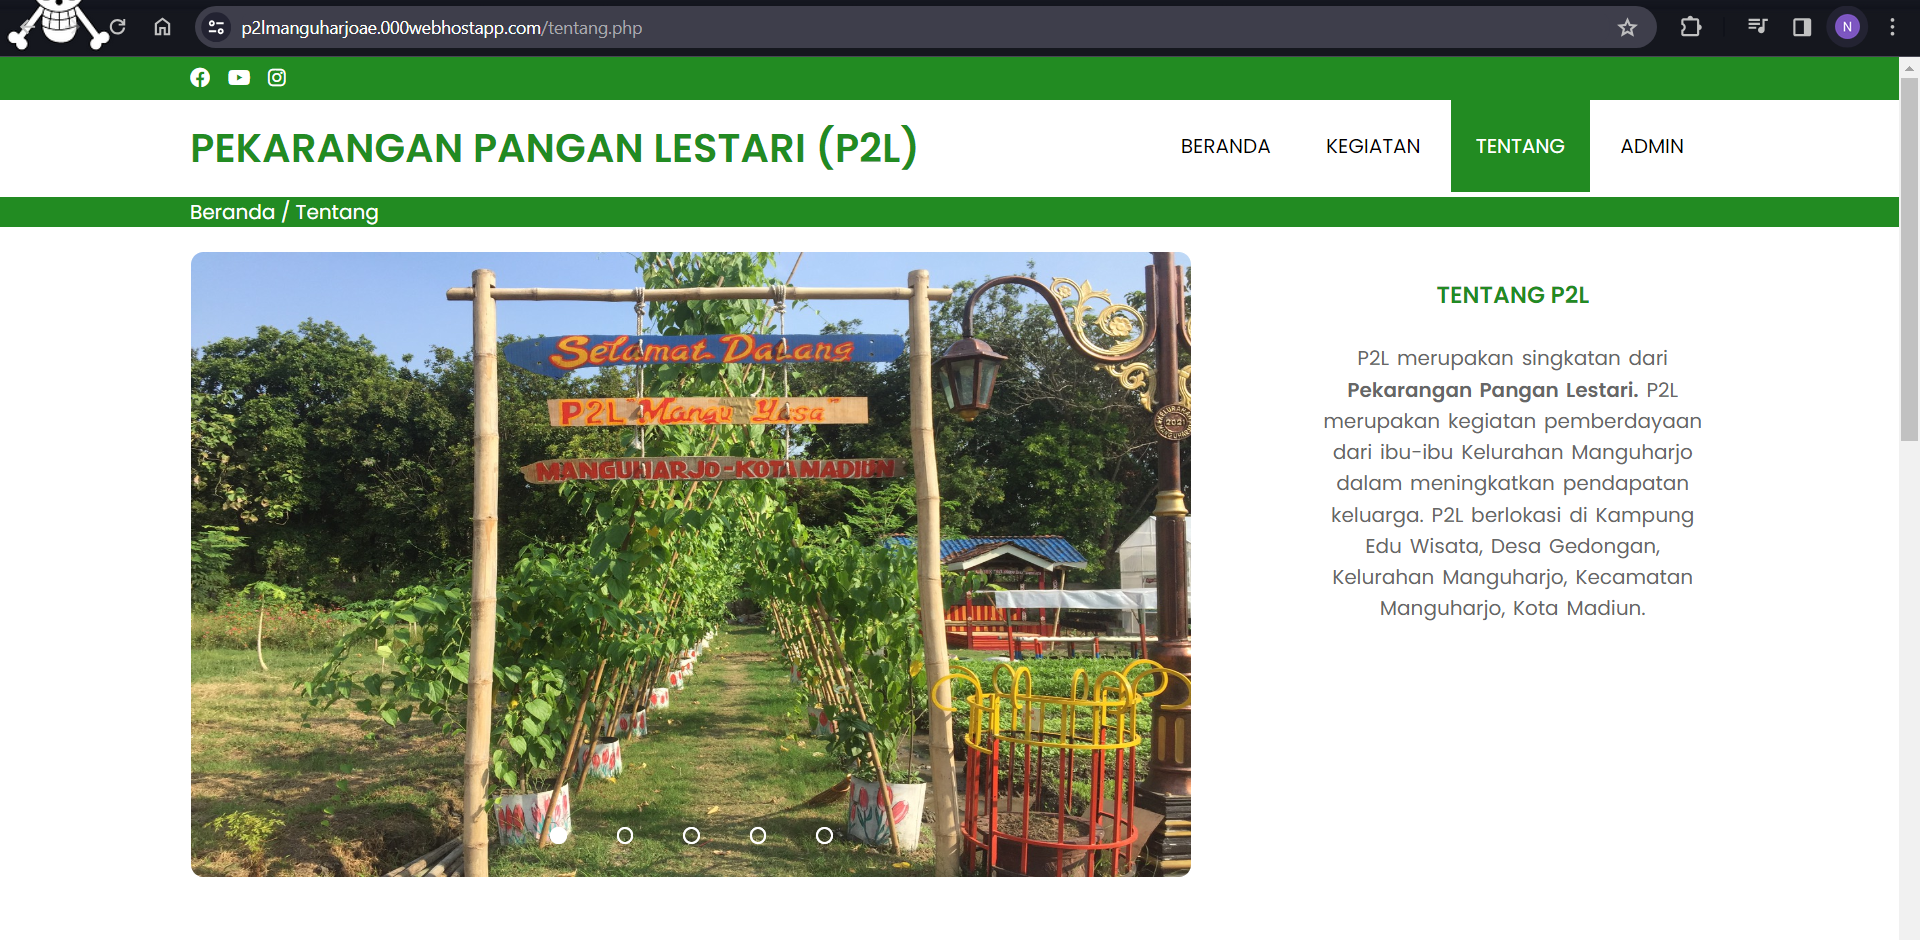 p2lmanguharjoae.000webhostapp.com/tentang.php
N
PEKARANGAN PANGAN LESTARI (P2L)
BERANDA
KEGIATAN
TENTANG
ADMIN
Beranda / Tentang
Selamat Datang
P2L "Mangu Yasa"
MANGUHARJO-KOTA MADIUN
2021
TENTANG P2L
P2L merupakan singkatan dari
Pekarangan Pangan Lestari. P2L
merupakan kegiatan pemberdayaan
dari ibu-ibu Kelurahan Manguharjo
dalam meningkatkan pendapatan
keluarga. P2L berlokasi di Kampung
Edu Wisata, Desa Gedongan,
Kelurahan Manguharjo, Kecamatan
Manguharjo, Kota Madiun.